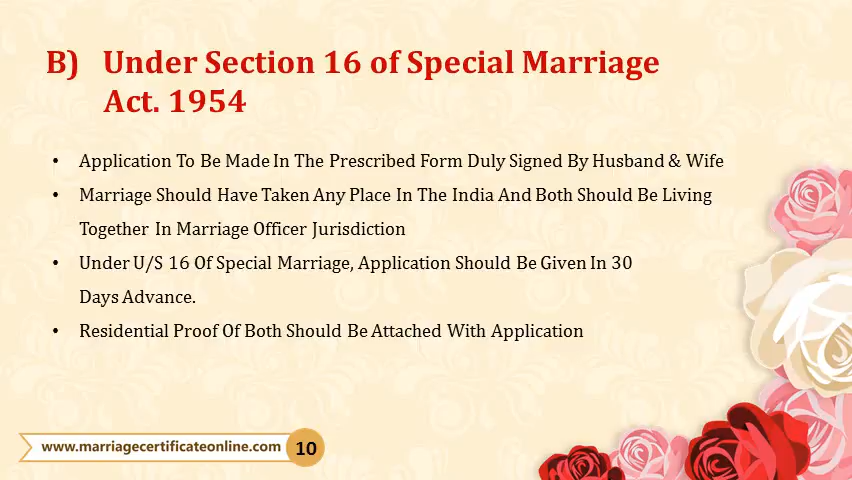 B) Under Section 16 of Special Marriage
Act. 1954
• Application To Be Made In The Prescribed Form Duly Signed By Husband & Wife
• Marriage Should Have Taken Any Place In The India And Both Should Be Living
Together In Marriage Officer Jurisdiction
• Under U/S 16 Of Special Marriage, Application Should Be Given In 30
Days Advance.
• Residential Proof Of Both Should Be Attached With Application
www.marriagecertificateonline.com 10